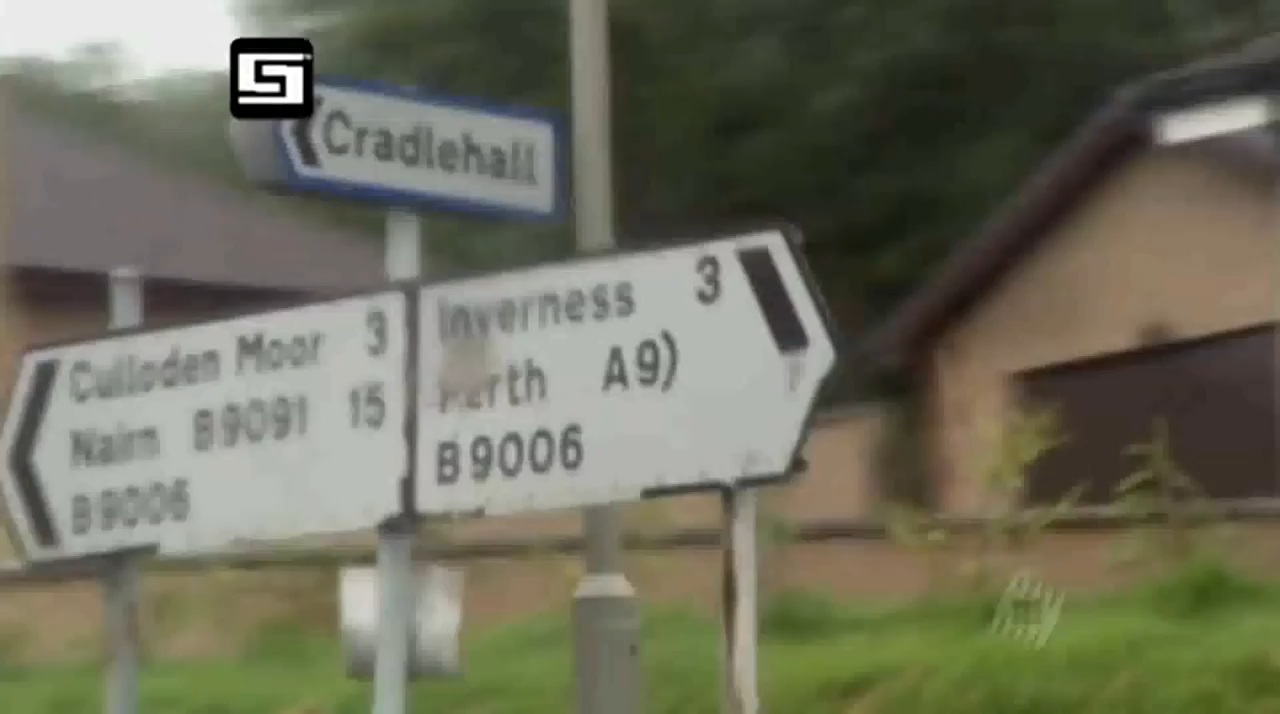 Cradlehall
Culloden Moor 3
Nairn B9091 15
B9006
Inverness 3
Perth A9)
B9006